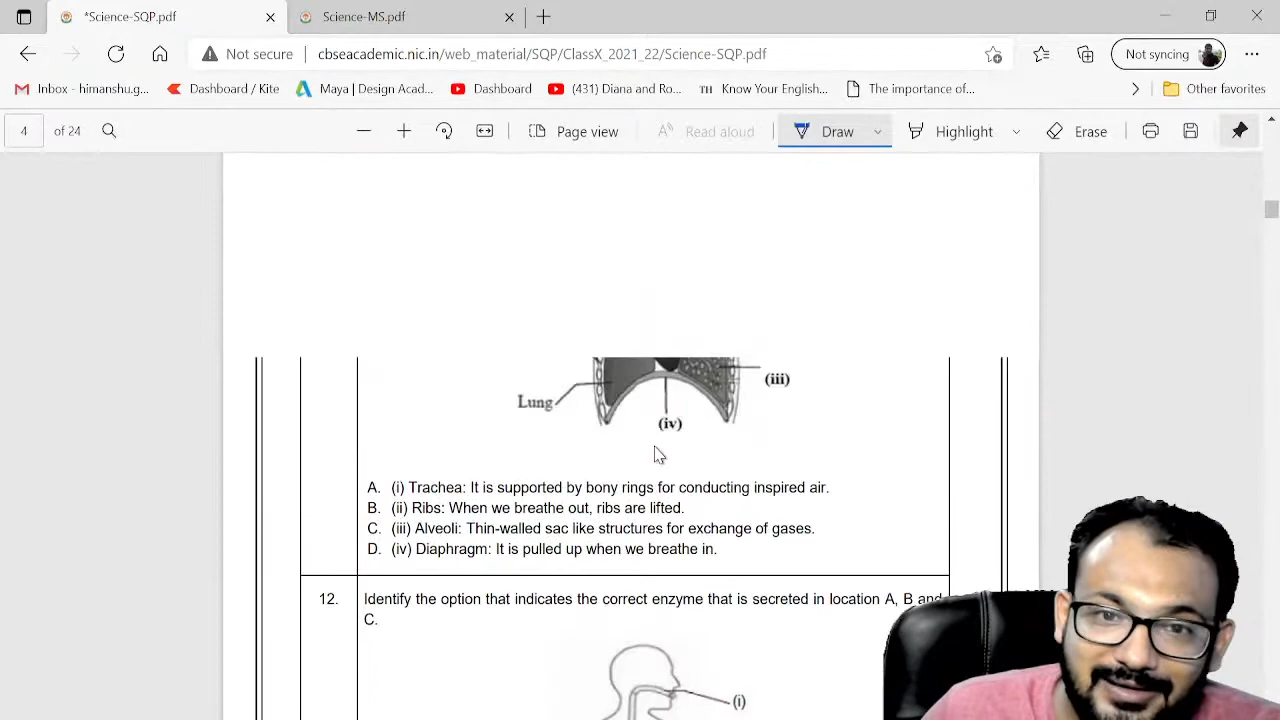 *Science-SQP.pdf
Science-MS.pdf
Not secure
cbseacademic.nic.in/web_material/SQP/ClassX_2021_22/Science-SQP.pdf
Not syncing
Inbox - himanshu.g...
Dashboard / Kite
Maya | Design Acad...
Dashboard
(431) Diana and Ro...
TH Know Your English...
The importance of...
Other favorites
4 of 24
Page view
Read aloud
Draw
Highlight
Erase
(iii)
Lung
(iv)
A. (i) Trachea: It is supported by bony rings for conducting inspired air.
B. (ii) Ribs: When we breathe out, ribs are lifted.
C. (iii) Alveoli: Thin-walled sac like structures for exchange of gases.
D. (iv) Diaphragm: It is pulled up when we breathe in.
12. Identify the option that indicates the correct enzyme that is secreted in location A, B and
C.
(i)